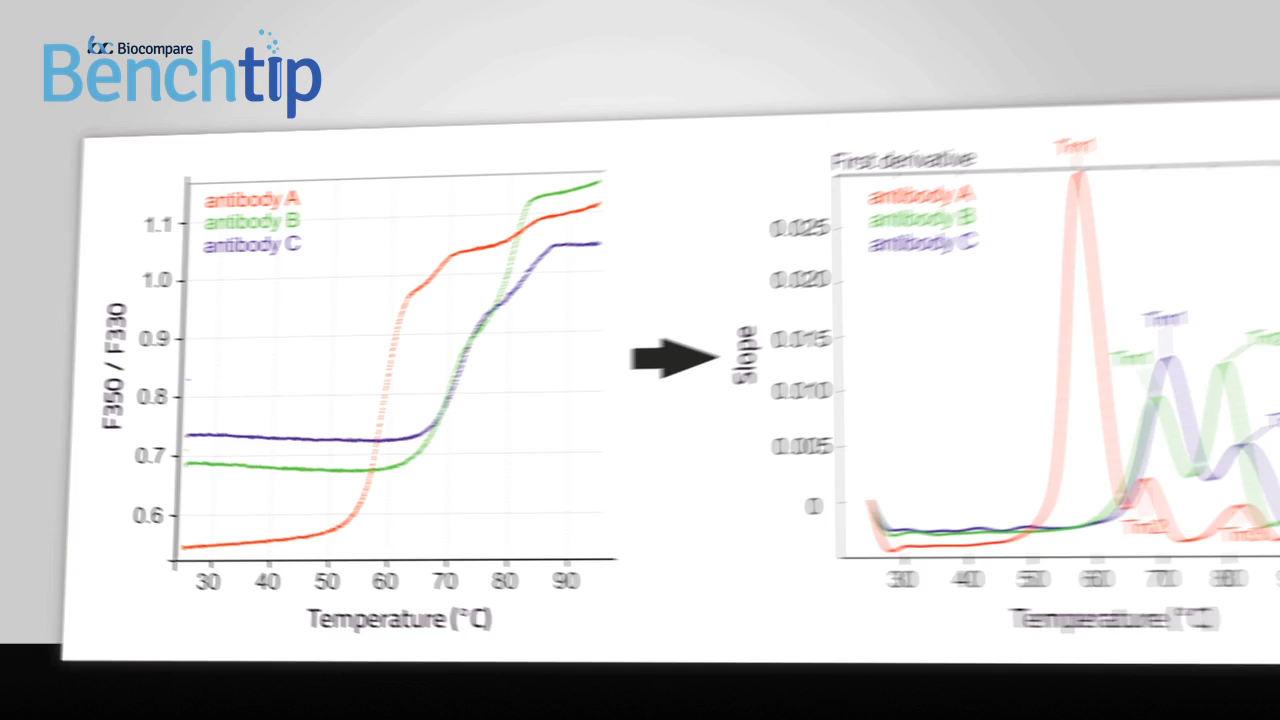 bc Biocompare
Benchtip
antibody A
antibody B
antibody C
1.1
1.0
0.9
0.8
0.7
0.6
F350 / F330
30 40 50 60 70 80 90
Temperature (°C)
First derivative
antibody A
antibody B
antibody C
Tm1
Tm1
Tm1
0.025
0.020
0.015
0.010
0.005
0
Slope
30 40 50 60 70 80
Temperature (°C)